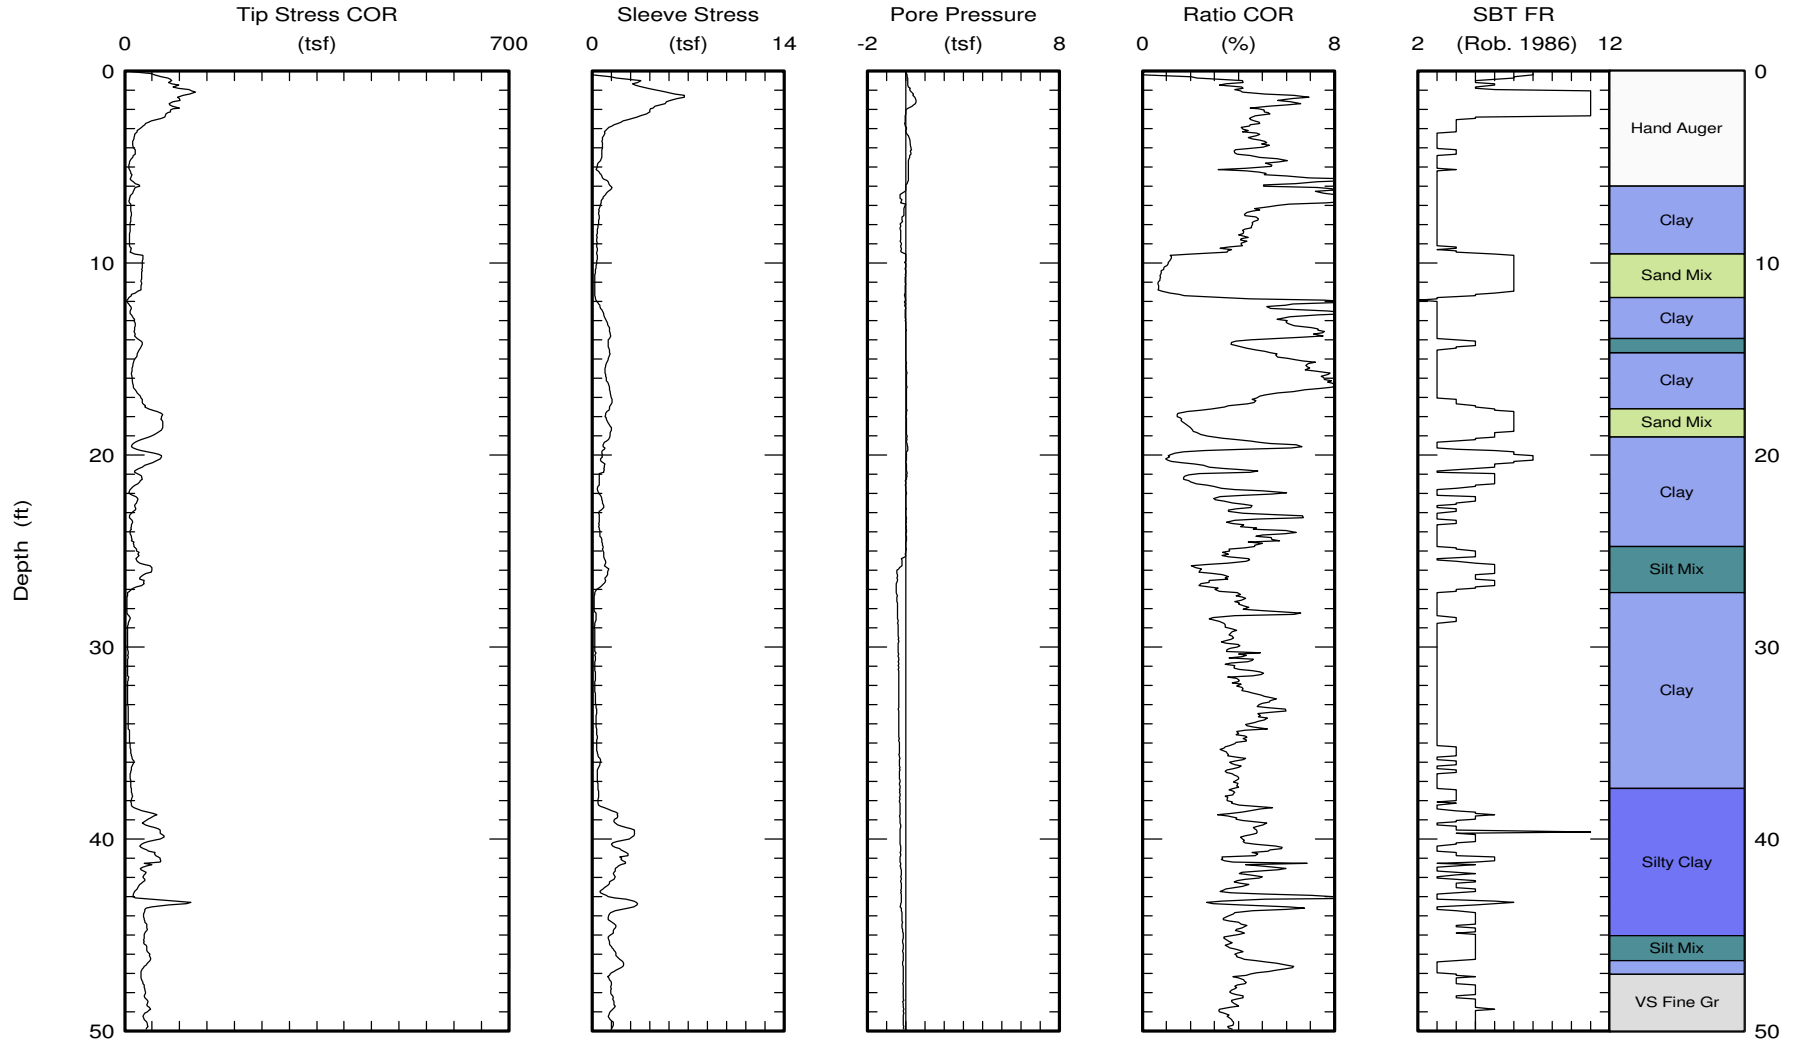 Tip Stress COR Sleeve Stress Pore Pressure Ratio COR SBT FR
0 (tsf) 700 0 (tsf) 14 -2 (tsf) 8 0 (%) 8 2 (Rob. 1986) 12
0 0
Hand Auger
Clay
10 Sand Mix 10
Clay
Clay
Sand Mix
20 20
Clay
Depth (ft)
Silt Mix
30 30
Clay
40 40
Silty Clay
Silt Mix
VS Fine Gr
50 50